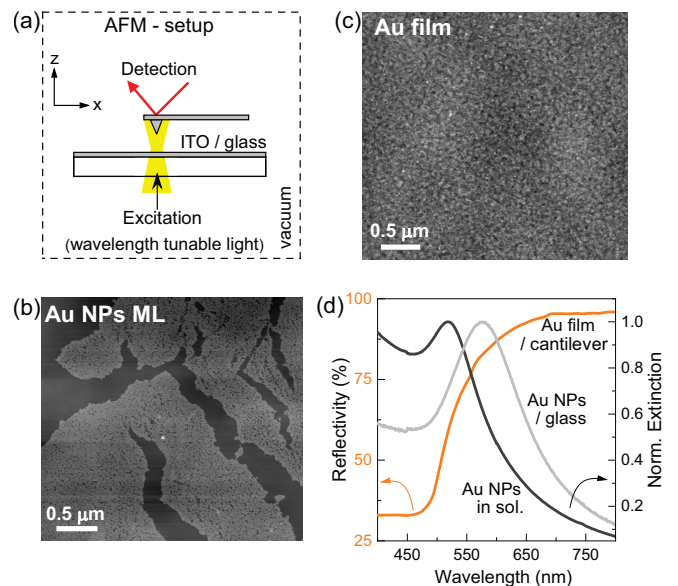 (a)
AFM - setup
z
x
Detection
ITO / glass
Excitation
(wavelength tunable light)
vacuum
(c)
Au film
0.5 μm
(b)
Au NPs ML
0.5 μm
(d)
100
75
50
25
Reflectivity (%)
Au film
/ cantilever
Au NPs
/ glass
Au NPs
in sol.
1.0
0.8
0.6
0.4
0.2
Norm. Extinction
450
550
650
750
Wavelength (nm)